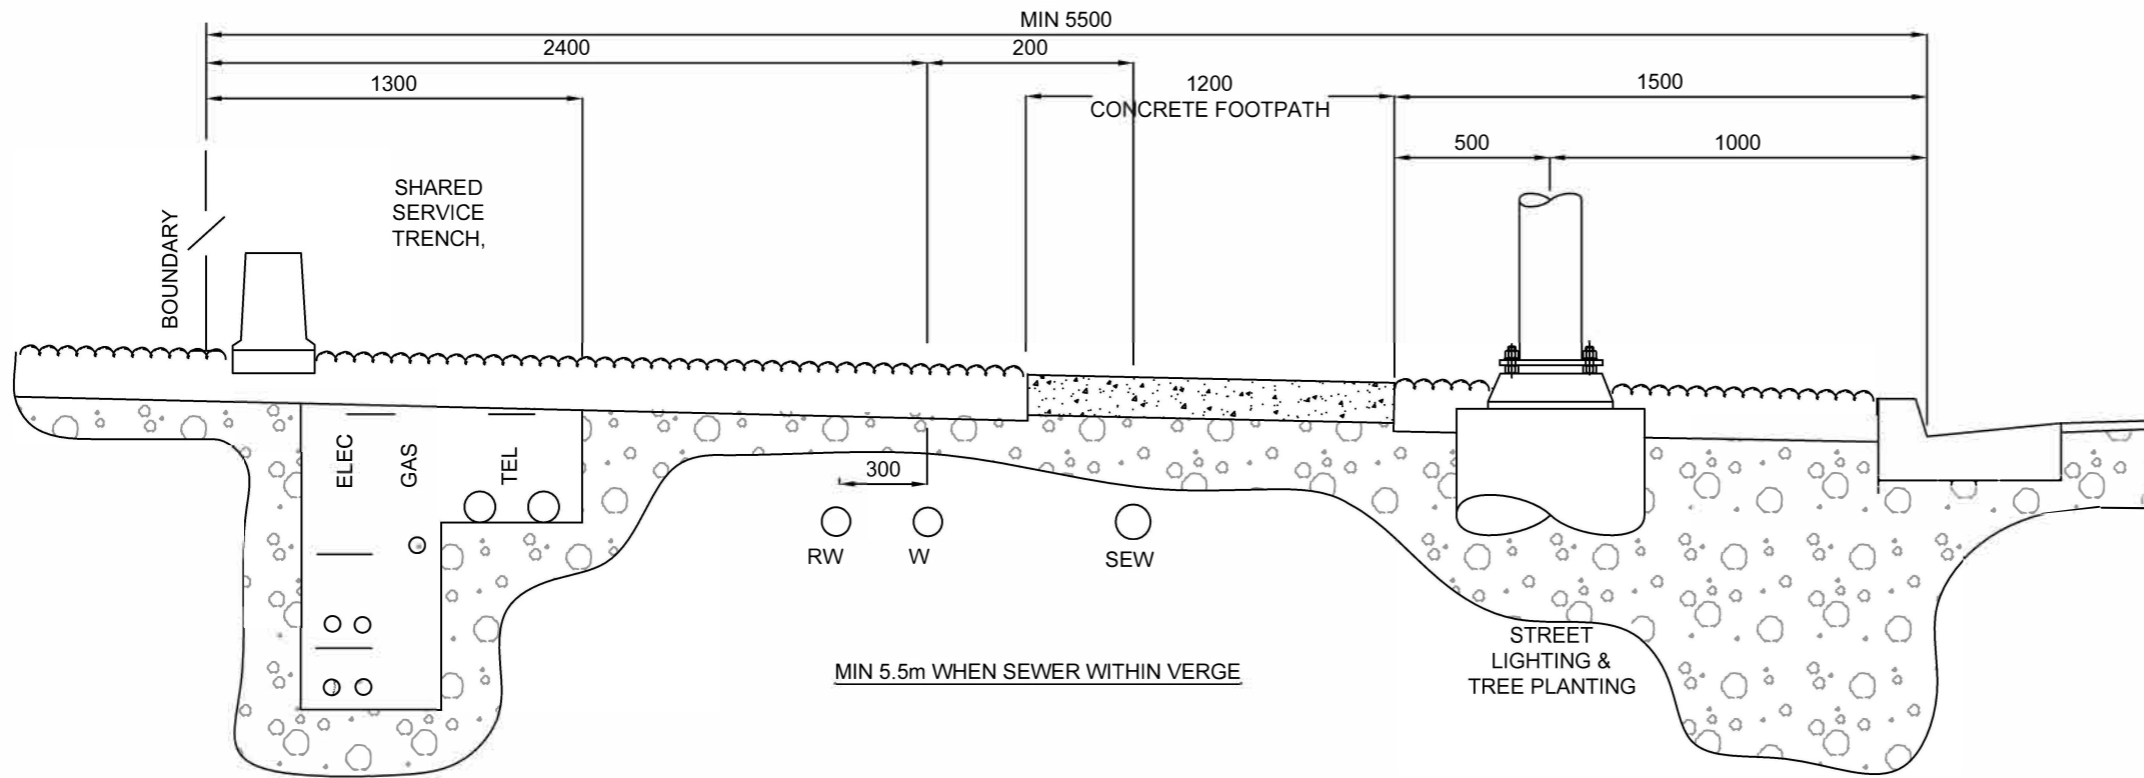 MIN 5500
2400
200
1300
1200
CONCRETE FOOTPATH
1500
500
1000
SHARED
SERVICE
TRENCH,
BOUNDARY
ELEC
GAS
TEL
300
RW
W
SEW
STREET
LIGHTING &
TREE PLANTING
MIN 5.5m WHEN SEWER WITHIN VERGE